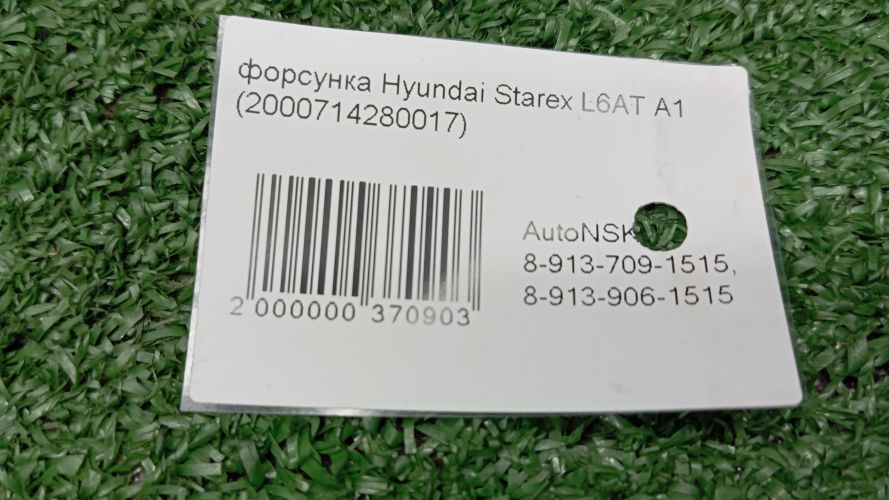 форсунка Hyundai Starex L6AT A1
(2000714280017)
AutoNSK
8-913-709-1515,
8-913-906-1515
2 000000 370903